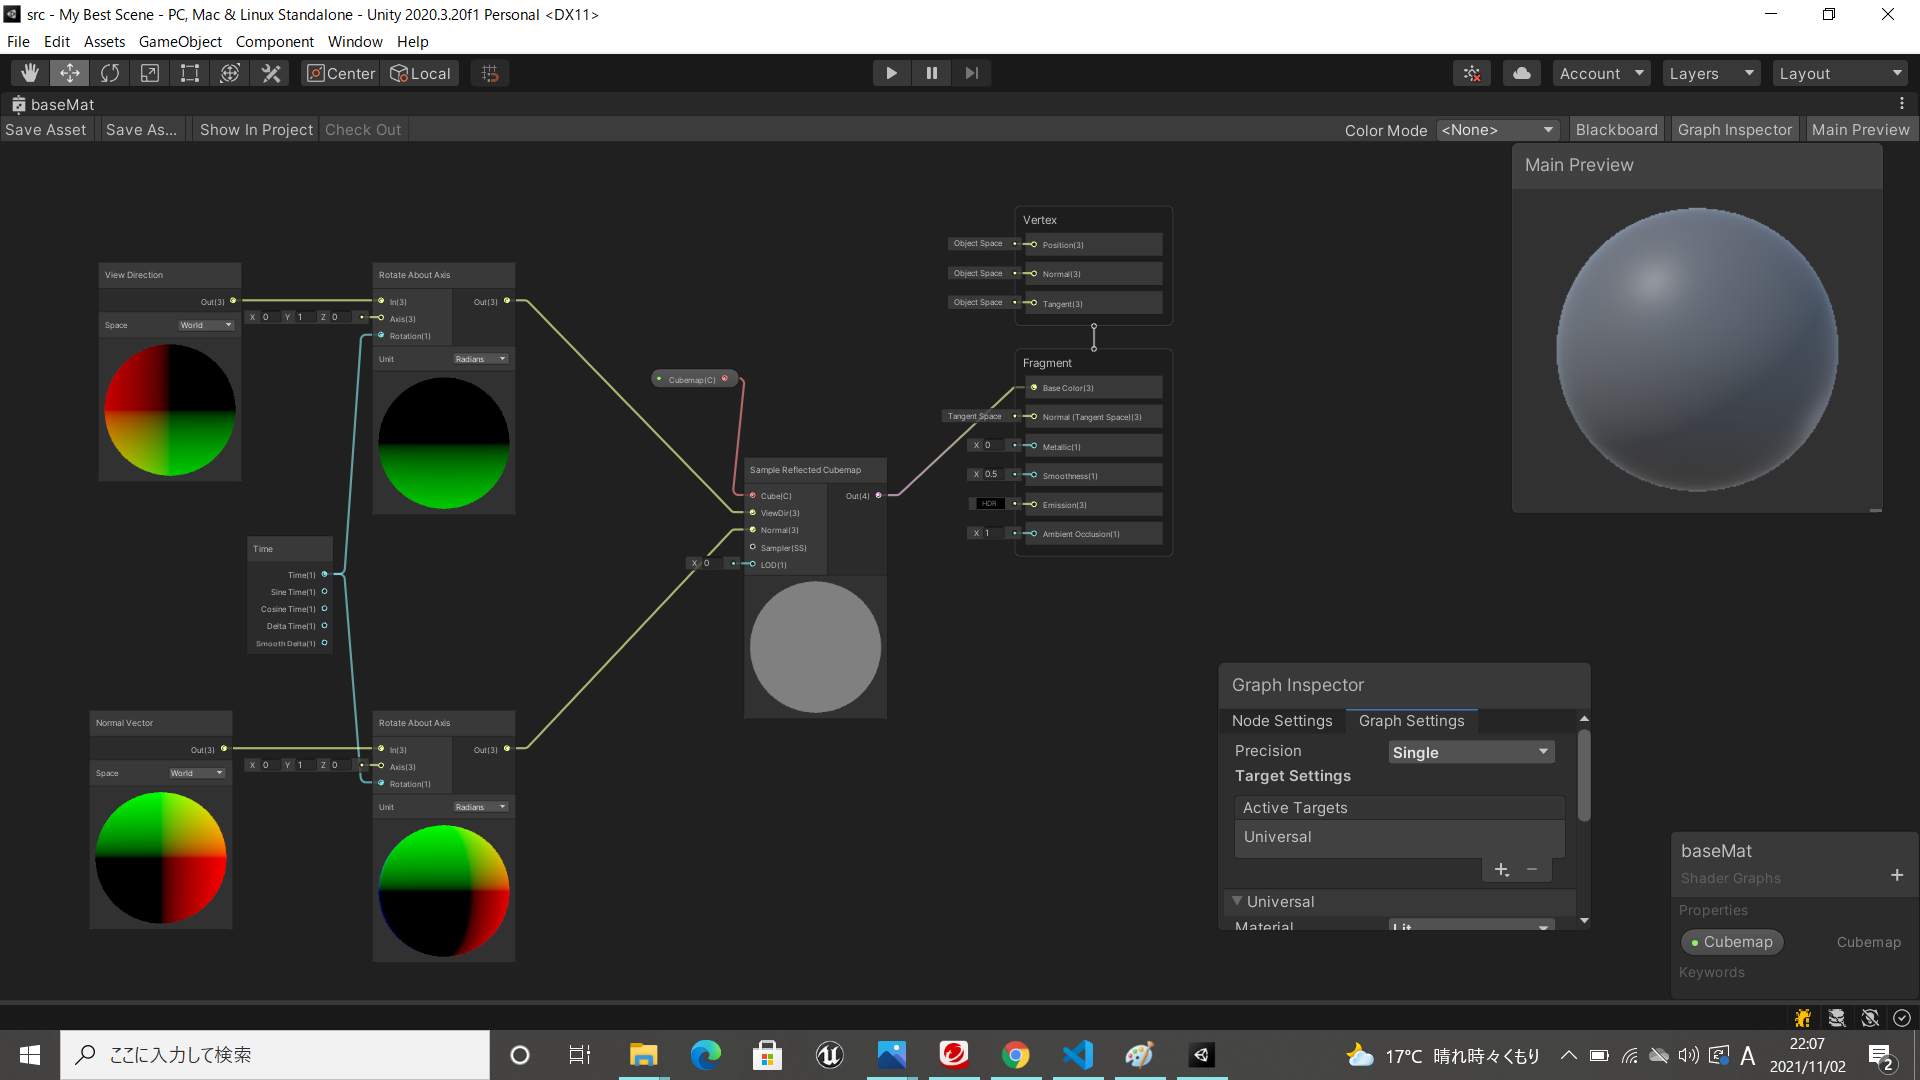 src - My Best Scene - PC, Mac & Linux Standalone - Unity 2020.3.20f1 Personal <DX11>
File Edit Assets GameObject Component Window Help
Center Local Account Layers Layout
baseMat
Save Asset Save As... Show In Project Check Out Color Mode <None> Blackboard Graph Inspector Main Preview
Main Preview
Vertex
Object Space Position(3)
Object Space Normal(3)
Object Space Tangent(3)
Fragment
Base Color(3)
Tangent Space Normal (Tangent Space)(3)
X 0 Metallic(1)
X 0.5 Smoothness(1)
HDR Emission(3)
X 1 Ambient Occlusion(1)
View Direction
Out(3)
Space World
Rotate About Axis
In(3) Out(3)
X 0 Y 1 Z 0 Axis(3)
Rotation(1)
Unit Radians
Cubemap(C)
Sample Reflected Cubemap
Cube(C) Out(4)
ViewDir(3)
Normal(3)
Sampler(SS)
X 0 LOD(1)
Time
Time(1)
Sine Time(1)
Cosine Time(1)
Delta Time(1)
Smooth Delta(1)
Normal Vector
Out(3)
Space World
Rotate About Axis
In(3) Out(3)
X 0 Y 1 Z 0 Axis(3)
Rotation(1)
Unit Radians
Graph Inspector
Node Settings Graph Settings
Precision Single
Target Settings
Active Targets
Universal
Universal
Material Lit
baseMat
Shader Graphs
Properties
Cubemap Cubemap
Keywords
ここに入力して検索
17°C 晴れ時々くもり
A
22:07
2021/11/02
2